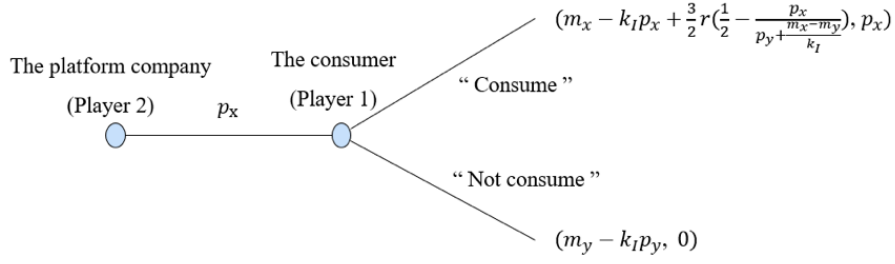 (m_x − k_I p_x + 3/2 r(1/2 − p_x/(p_y + (m_x−m_y)/k_I)), p_x)
The platform company
The consumer
(Player 2)
(Player 1)
p_x
“ Consume ”
“ Not consume ”
(m_y − k_I p_y, 0)